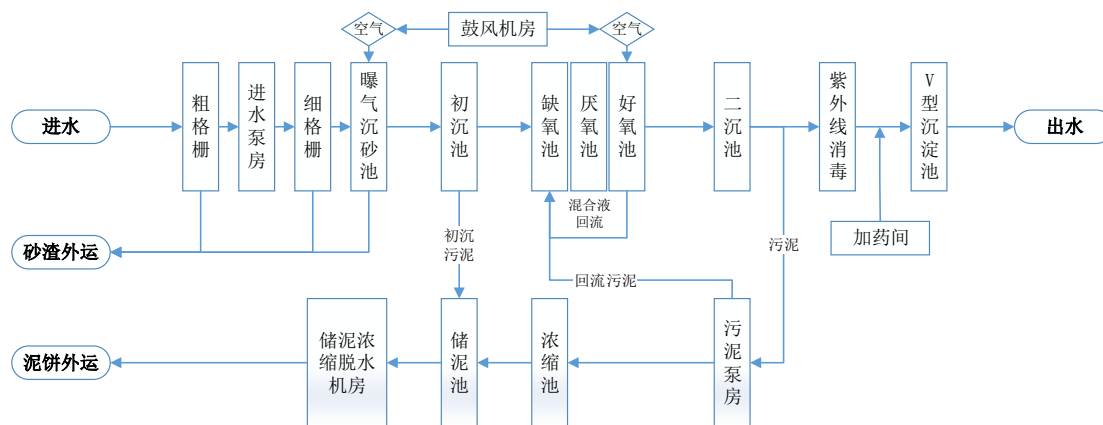 空气
鼓风机房
空气
进水
粗格栅
进水泵房
细格栅
曝气沉砂池
初沉池
缺氧池
厌氧池
好氧池
二沉池
紫外线消毒
V型沉淀池
出水
混合液
回流
砂渣外运
初沉
污泥
污泥
加药间
回流污泥
泥饼外运
储泥浓
缩脱水
机房
储泥池
浓缩池
污泥泵房